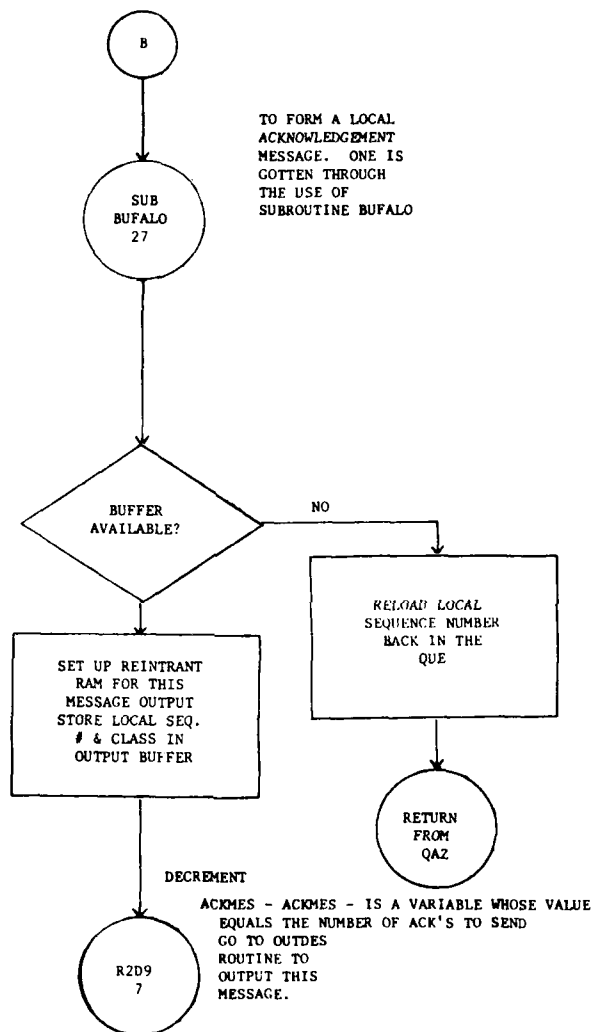 B
TO FORM A LOCAL
ACKNOWLEDGEMENT
MESSAGE. ONE IS
GOTTEN THROUGH
THE USE OF
SUBROUTINE BUFALO
SUB
BUFALO
27
BUFFER
AVAILABLE?
NO
RELOAD LOCAL
SEQUENCE NUMBER
BACK IN THE
QUE
SET UP REINTRANT
RAM FOR THIS
MESSAGE OUTPUT
STORE LOCAL SEQ.
# & CLASS IN
OUTPUT BUFFER
RETURN
FROM
QAZ
DECREMENT
ACKMES - ACKMES - IS A VARIABLE WHOSE VALUE
EQUALS THE NUMBER OF ACK'S TO SEND
GO TO OUTDES
ROUTINE TO
OUTPUT THIS
MESSAGE.
R2D9
7